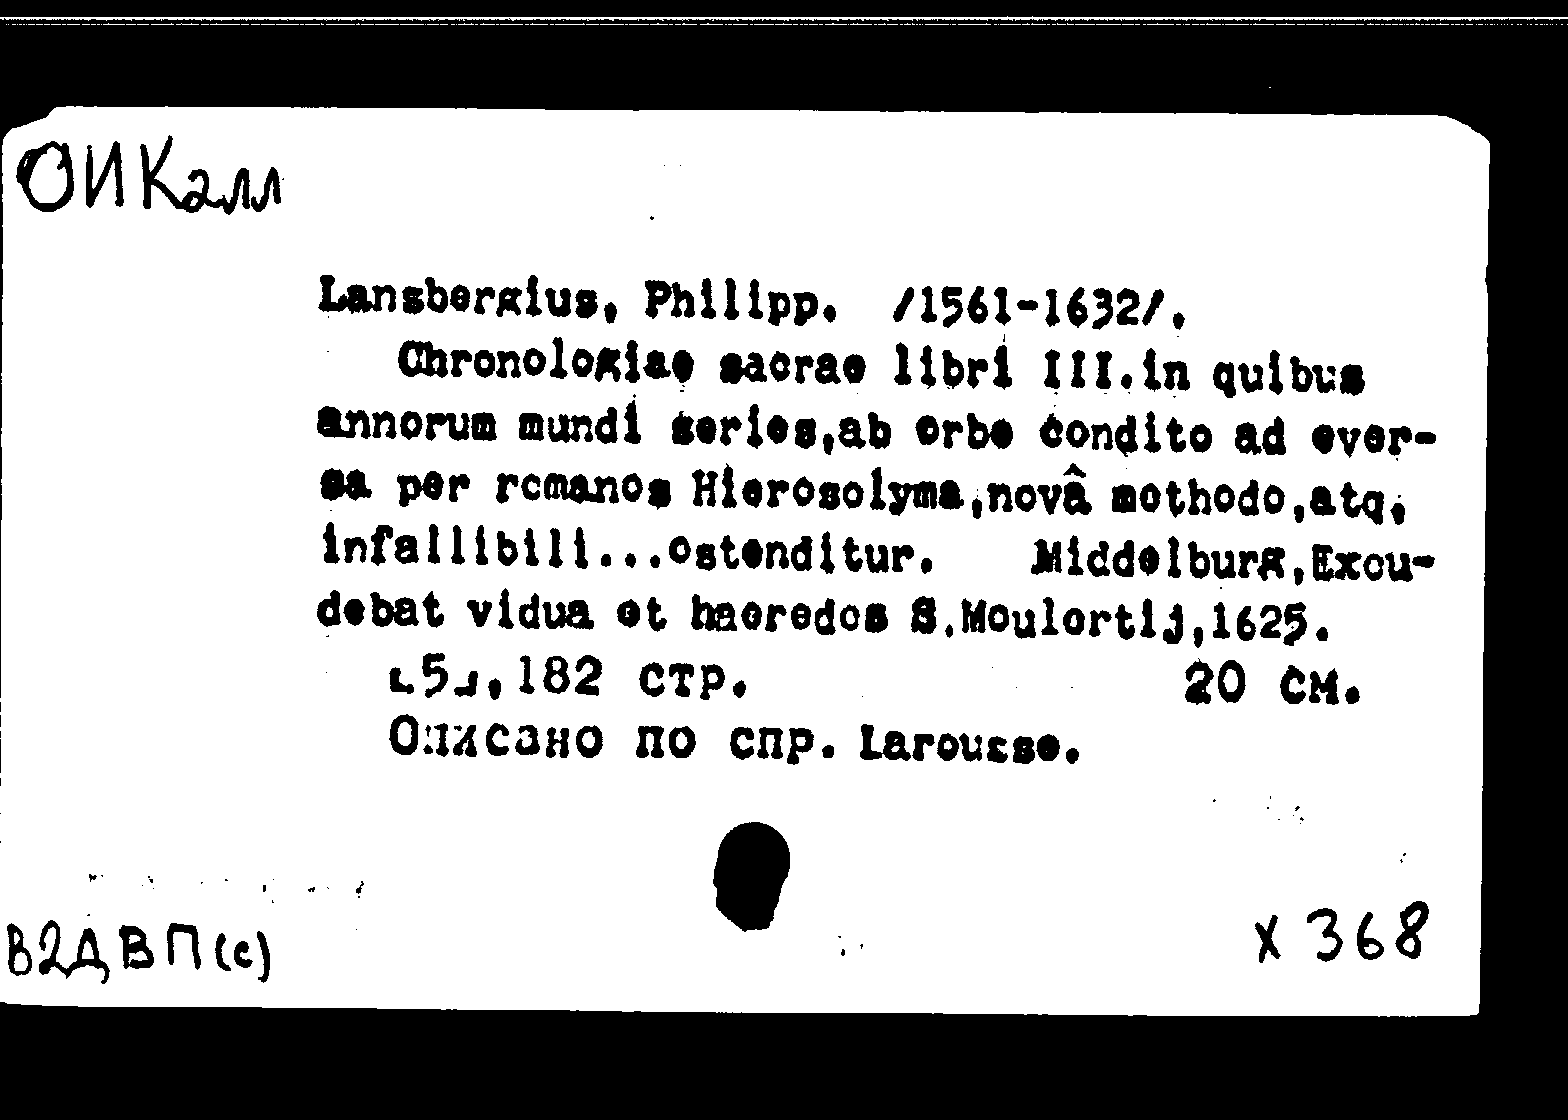 ОИКалл
Lansbergius, Philipp. /1561-1632/.
Chronologiae sacrae libri III.in quibus
annorum mundi series,ab orbe condito ad ever-
sa per romanos Hierosolyma,novâ methodo,atq,
infallibili...ostenditur. Middelburg,Excu-
debat vidua et haeredes S.Moulertij,1625.
⌞5⌟,182 стр. 20 см.
Описано по спр. Larousse.
В2ДВП(с) X 368